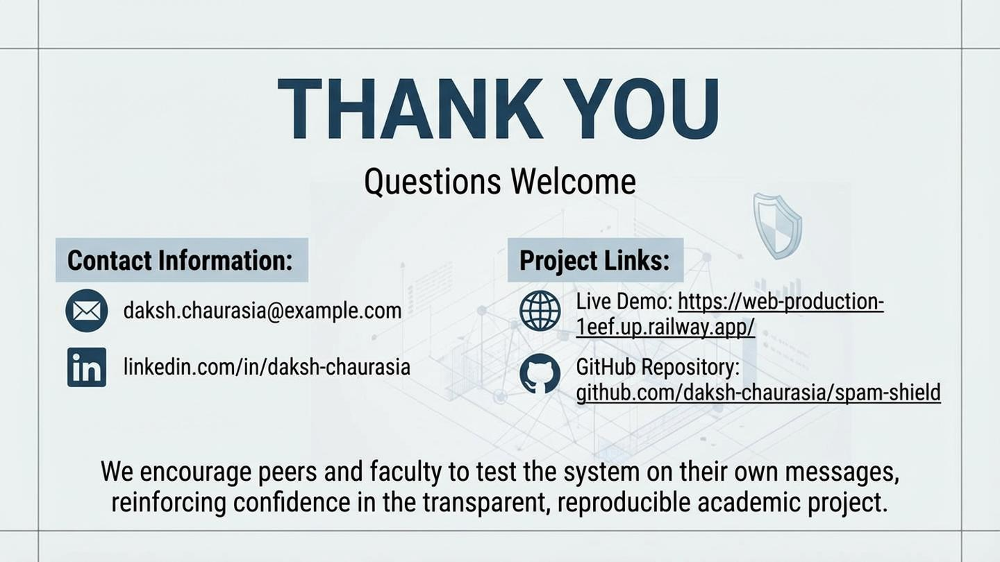 THANK YOU
Questions Welcome
Contact Information:
daksh.chaurasia@example.com
linkedin.com/in/daksh-chaurasia
Project Links:
Live Demo: https://web-production-
1eef.up.railway.app/
GitHub Repository:
github.com/daksh-chaurasia/spam-shield
We encourage peers and faculty to test the system on their own messages,
reinforcing confidence in the transparent, reproducible academic project.